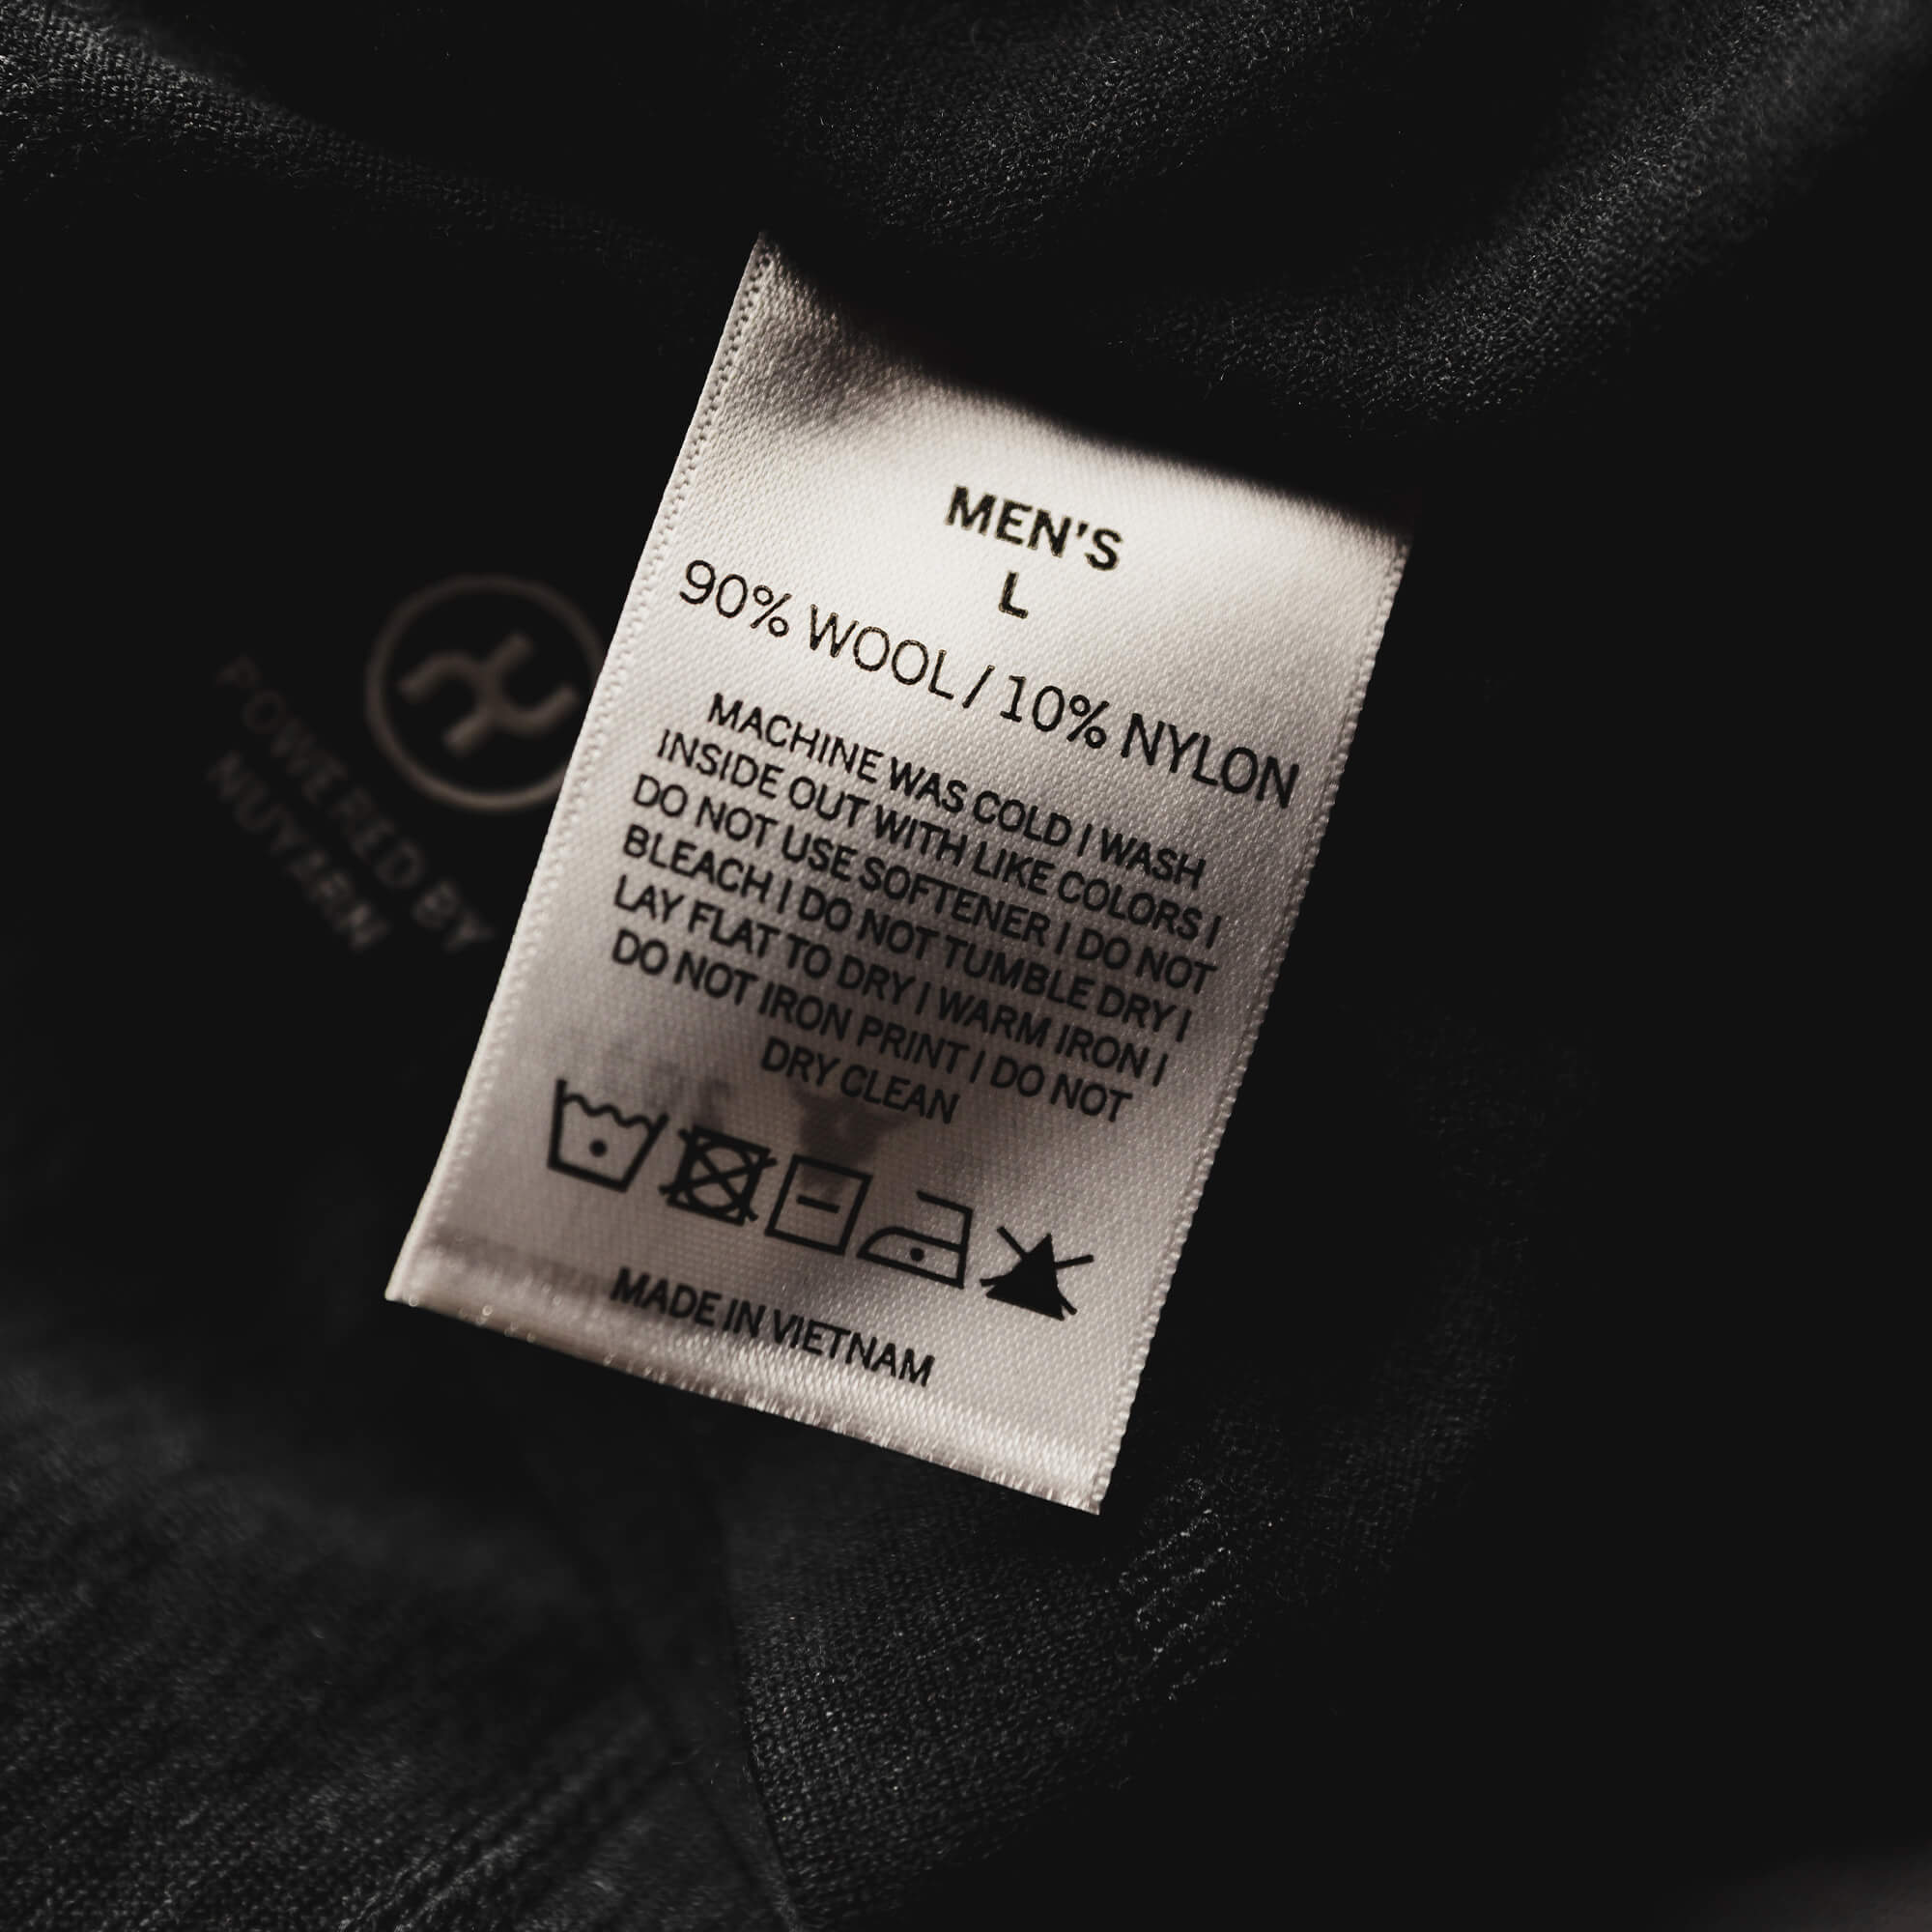 MEN'S
L
90% WOOL / 10% NYLON
MACHINE WAS COLD | WASH
INSIDE OUT WITH LIKE COLORS |
DO NOT USE SOFTENER | DO NOT
BLEACH | DO NOT TUMBLE DRY |
LAY FLAT TO DRY | WARM IRON |
DO NOT IRON PRINT | DO NOT
DRY CLEAN
MADE IN VIETNAM
POWERED BY
NUYARN